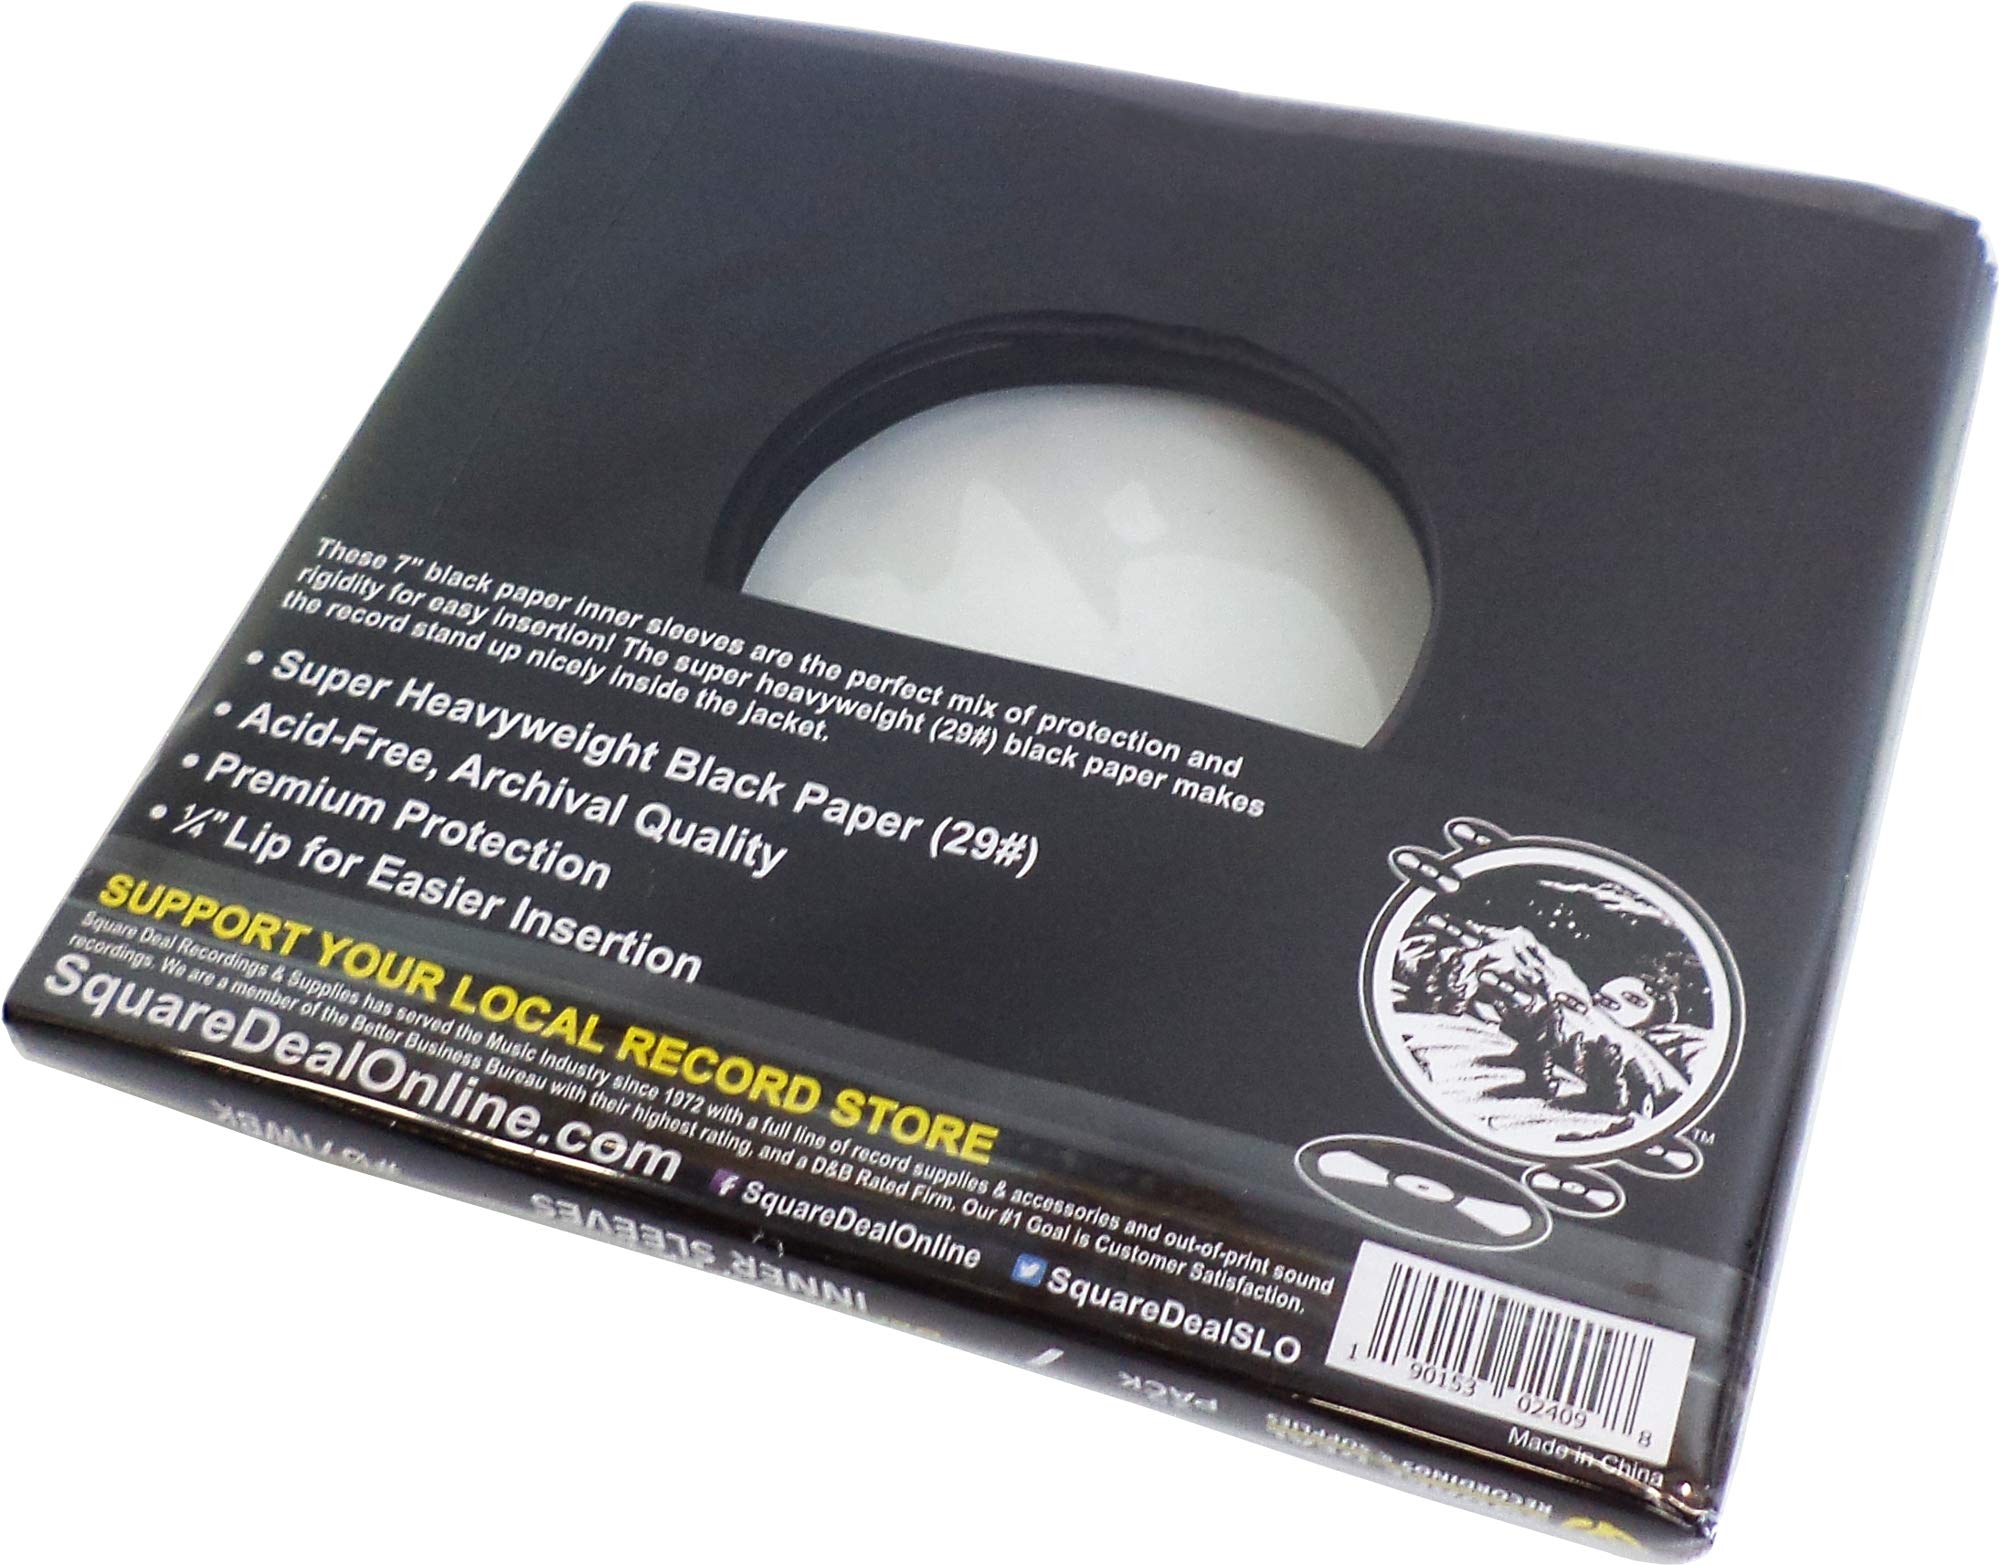 These 7" black paper inner sleeves are the perfect mix of protection and
rigidity for easy insertion! The super heavyweight (29#) black paper makes
the record stand up nicely inside the jacket.
• Super Heavyweight Black Paper (29#)
• Acid-Free, Archival Quality
• Premium Protection
• ¼" Lip for Easier Insertion
SUPPORT YOUR LOCAL RECORD STORE
Square Deal Recordings & Supplies has served the Music Industry since 1972 with a full line of record supplies & accessories and out-of-print sound
recordings. We are a member of the Better Business Bureau with their highest rating, and a D&B Rated Firm. Our #1 Goal is Customer Satisfaction.
SquareDealOnline.com
SquareDealOnline
SquareDealSLO
TM
1 90153 02409 8
Made in China
INNER SLEEVES
PACK
RECORDINGS &
SUPPLIES